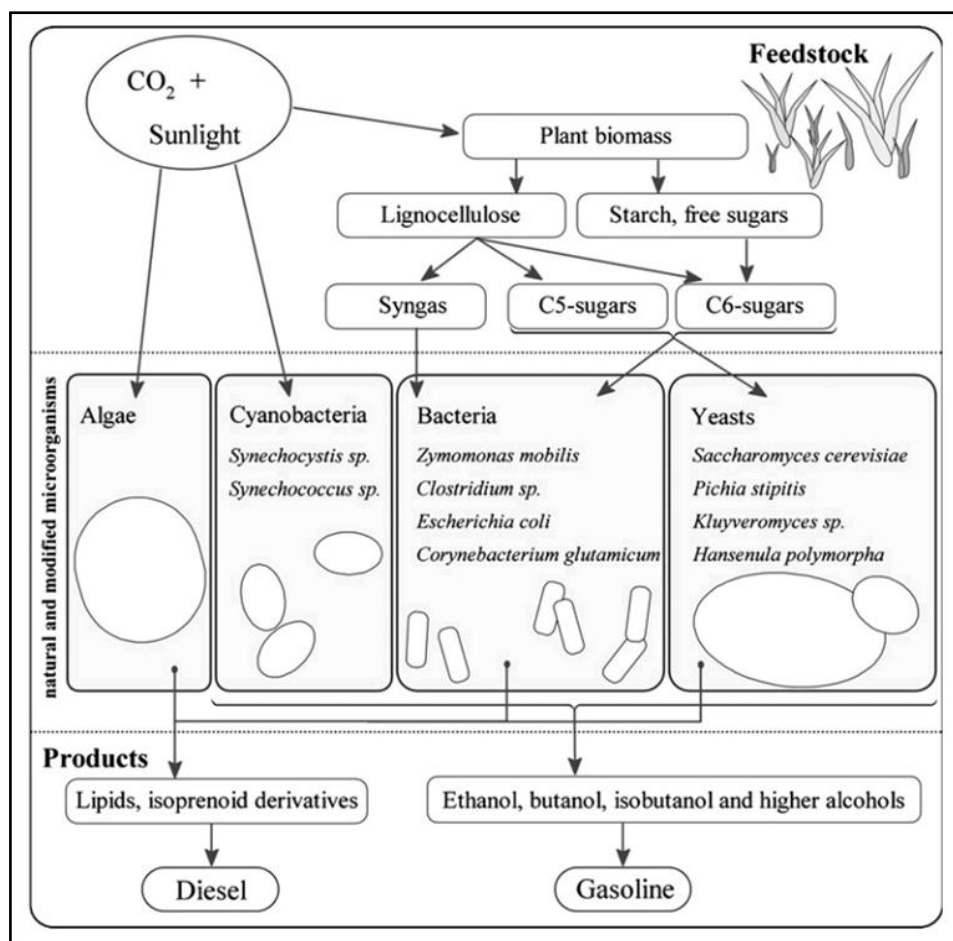 Feedstock
CO2 +
Sunlight
Plant biomass
Lignocellulose
Starch, free sugars
Syngas
C5-sugars
C6-sugars
natural and modified microorganisms
Algae
Cyanobacteria
Synechocystis sp.
Synechococcus sp.
Bacteria
Zymomonas mobilis
Clostridium sp.
Escherichia coli
Corynebacterium glutamicum
Yeasts
Saccharomyces cerevisiae
Pichia stipitis
Kluyveromyces sp.
Hansenula polymorpha
Products
Lipids, isoprenoid derivatives
Ethanol, butanol, isobutanol and higher alcohols
Diesel
Gasoline